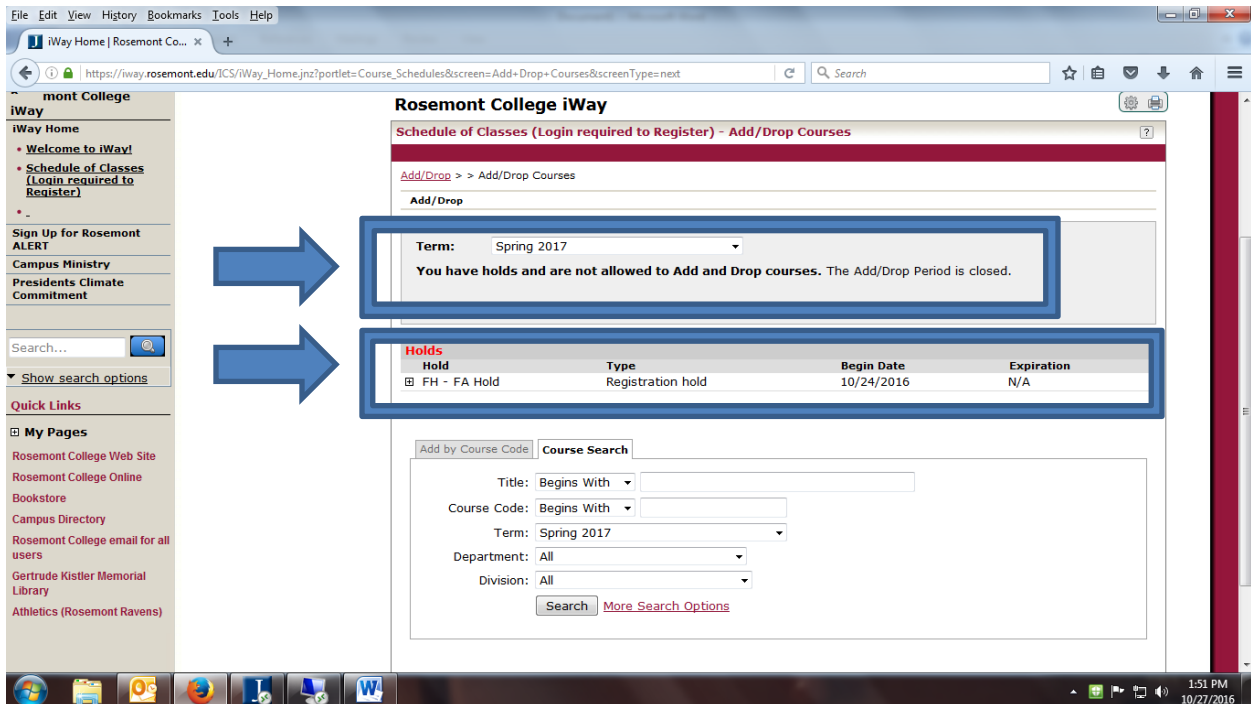 File Edit View History Bookmarks Tools Help
iWay Home | Rosemont Co... × +
https://iway.rosemont.edu/ICS/iWay_Home.jnz?portlet=Course_Schedules&screen=Add+Drop+Courses&screenType=next
Search
mont College
iWay
iWay Home
• Welcome to iWay!
• Schedule of Classes
(Login required to
Register)
Sign Up for Rosemont
ALERT
Campus Ministry
Presidents Climate
Commitment
Search...
Show search options
Quick Links
My Pages
Rosemont College Web Site
Rosemont College Online
Bookstore
Campus Directory
Rosemont College email for all
users
Gertrude Kistler Memorial
Library
Athletics (Rosemont Ravens)
Rosemont College iWay
Schedule of Classes (Login required to Register) - Add/Drop Courses ?
Add/Drop > > Add/Drop Courses
Add/Drop
Term: Spring 2017
You have holds and are not allowed to Add and Drop courses. The Add/Drop Period is closed.
Holds
Hold Type Begin Date Expiration
FH - FA Hold Registration hold 10/24/2016 N/A
Add by Course Code Course Search
Title: Begins With
Course Code: Begins With
Term: Spring 2017
Department: All
Division: All
Search More Search Options
1:51 PM
10/27/2016